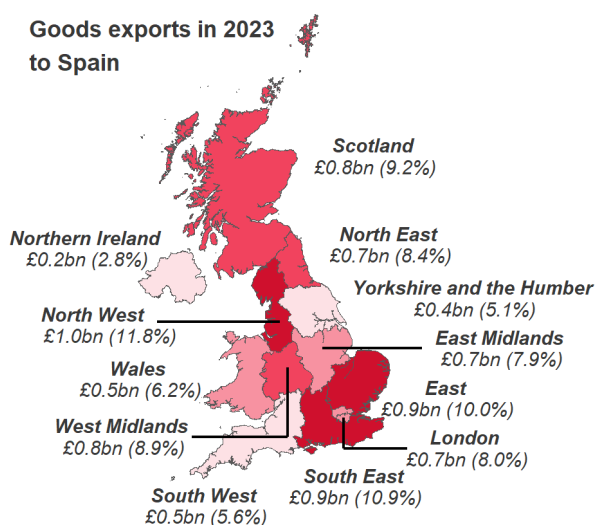 Goods exports in 2023
to Spain
Scotland
£0.8bn (9.2%)
Northern Ireland
£0.2bn (2.8%)
North East
£0.7bn (8.4%)
Yorkshire and the Humber
£0.4bn (5.1%)
North West
£1.0bn (11.8%)
East Midlands
£0.7bn (7.9%)
Wales
£0.5bn (6.2%)
East
£0.9bn (10.0%)
West Midlands
£0.8bn (8.9%)
London
£0.7bn (8.0%)
South East
£0.9bn (10.9%)
South West
£0.5bn (5.6%)